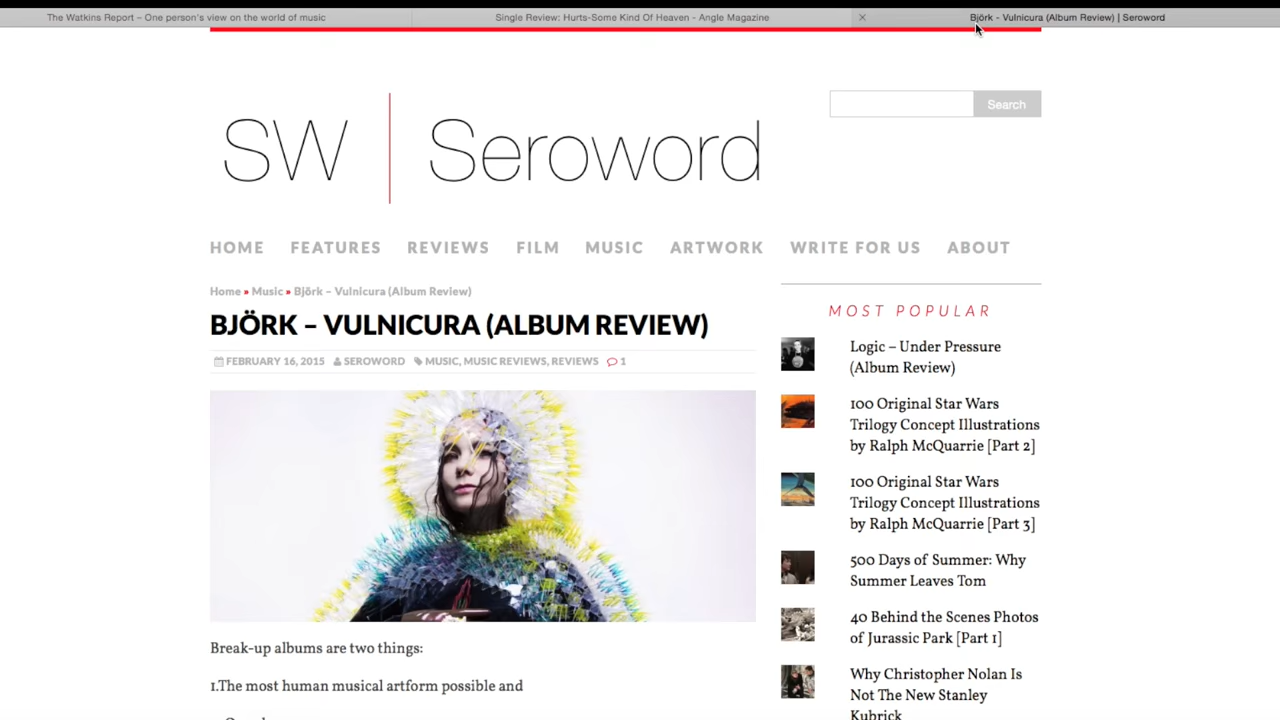 The Watkins Report – One person's view on the world of music
Single Review: Hurts-Some Kind Of Heaven - Angle Magazine
Björk - Vulnicura (Album Review) | Seroword
SW | Seroword
Search
HOME FEATURES REVIEWS FILM MUSIC ARTWORK WRITE FOR US ABOUT
Home » Music » Björk – Vulnicura (Album Review)
BJÖRK – VULNICURA (ALBUM REVIEW)
FEBRUARY 16, 2015 SEROWORD MUSIC, MUSIC REVIEWS, REVIEWS 1
Break-up albums are two things:
1.The most human musical artform possible and
MOST POPULAR
Logic – Under Pressure
(Album Review)
100 Original Star Wars
Trilogy Concept Illustrations
by Ralph McQuarrie [Part 2]
100 Original Star Wars
Trilogy Concept Illustrations
by Ralph McQuarrie [Part 3]
500 Days of Summer: Why
Summer Leaves Tom
40 Behind the Scenes Photos
of Jurassic Park [Part 1]
Why Christopher Nolan Is
Not The New Stanley
Kubrick